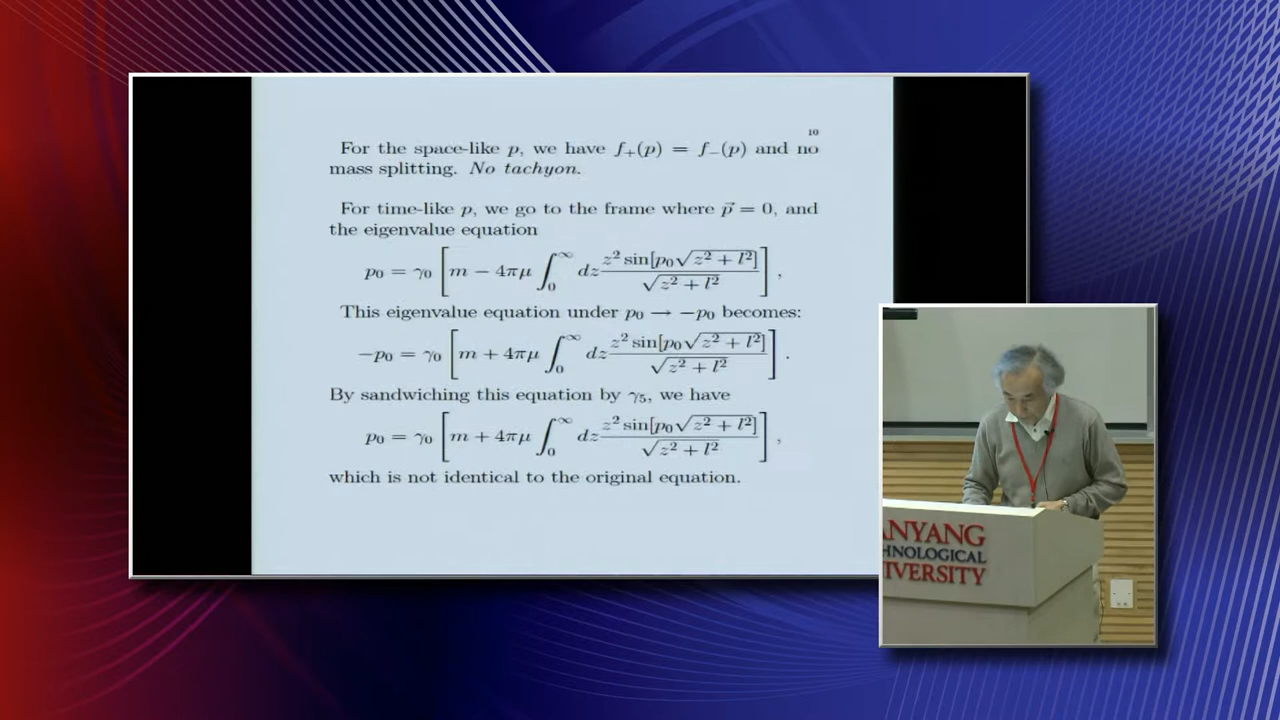 10
For the space-like p, we have f₊(p) = f₋(p) and no
mass splitting. No tachyon.
For time-like p, we go to the frame where p⃗ = 0, and
the eigenvalue equation
p₀ = γ₀ [ m − 4πμ ∫₀^∞ dz z² sin[p₀√(z² + l²)] / √(z² + l²) ] ,
This eigenvalue equation under p₀ → −p₀ becomes:
−p₀ = γ₀ [ m + 4πμ ∫₀^∞ dz z² sin[p₀√(z² + l²)] / √(z² + l²) ] .
By sandwiching this equation by γ₅, we have
p₀ = γ₀ [ m + 4πμ ∫₀^∞ dz z² sin[p₀√(z² + l²)] / √(z² + l²) ] ,
which is not identical to the original equation.
ANYANG
HNOLOGICAL
IVERSITY